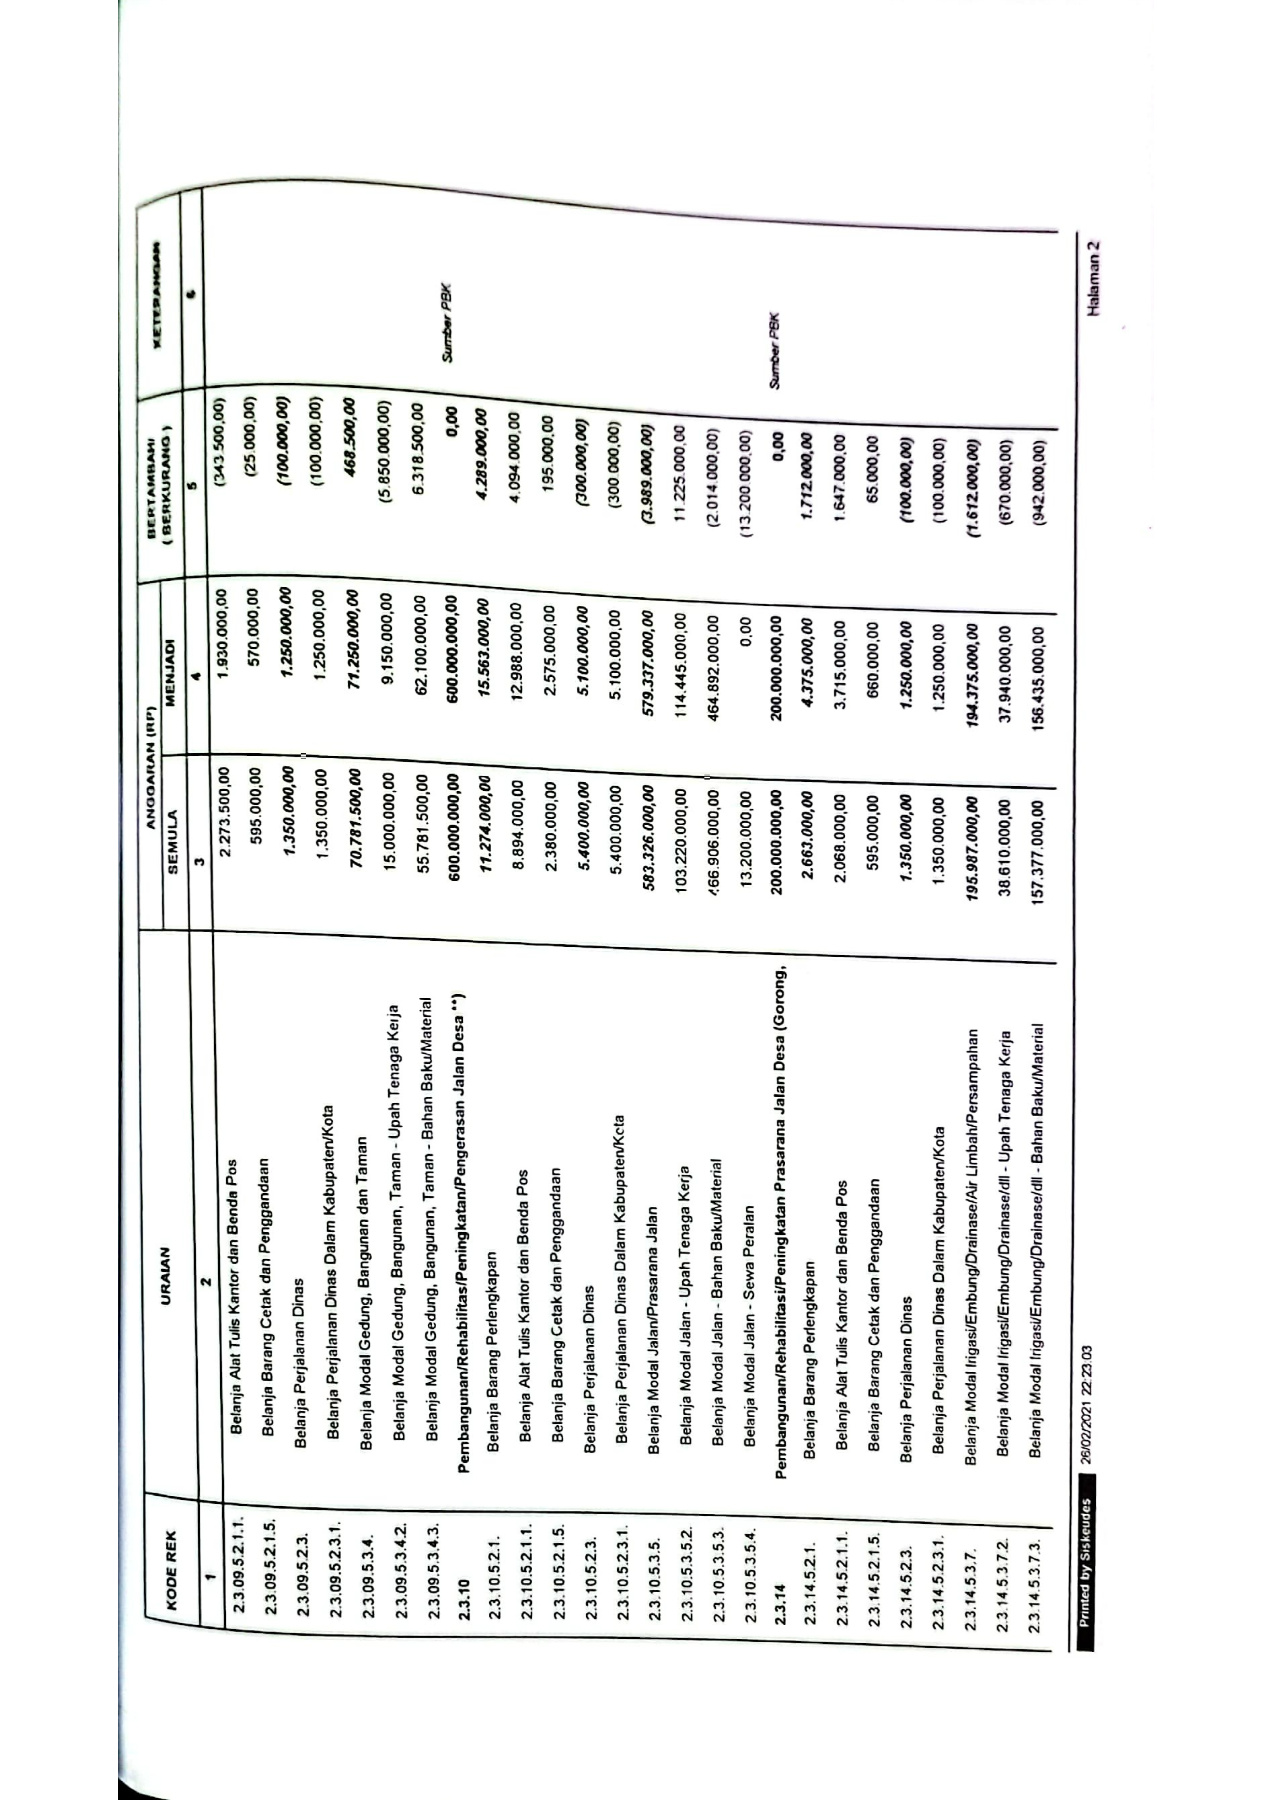 KODE REK URAIAN ANGGARAN (RP) BERTAMBAH/ ( BERKURANG ) KETERANGAN
SEMULA MENJADI
1 2 3 4 5 6
2.3.09.5.2.1.1. Belanja Alat Tulis Kantor dan Benda Pos 2.273.500,00 1.930.000,00 (343.500,00)
2.3.09.5.2.1.5. Belanja Barang Cetak dan Penggandaan 595.000,00 570.000,00 (25.000,00)
2.3.09.5.2.3. Belanja Perjalanan Dinas 1.350.000,00 1.250.000,00 (100.000,00)
2.3.09.5.2.3.1. Belanja Perjalanan Dinas Dalam Kabupaten/Kota 1.350.000,00 1.250.000,00 (100.000,00)
2.3.09.5.3.4. Belanja Modal Gedung, Bangunan dan Taman 70.781.500,00 71.250.000,00 468.500,00
2.3.09.5.3.4.2. Belanja Modal Gedung, Bangunan, Taman - Upah Tenaga Kerja 15.000.000,00 9.150.000,00 (5.850.000,00)
2.3.09.5.3.4.3. Belanja Modal Gedung, Bangunan, Taman - Bahan Baku/Material 55.781.500,00 62.100.000,00 6.318.500,00
2.3.10 Pembangunan/Rehabilitas/Peningkatan/Pengerasan Jalan Desa **) 600.000.000,00 600.000.000,00 0,00 Sumber PBK
2.3.10.5.2.1. Belanja Barang Perlengkapan 11.274.000,00 15.563.000,00 4.289.000,00
2.3.10.5.2.1.1. Belanja Alat Tulis Kantor dan Benda Pos 8.894.000,00 12.988.000,00 4.094.000,00
2.3.10.5.2.1.5. Belanja Barang Cetak dan Penggandaan 2.380.000,00 2.575.000,00 195.000,00
2.3.10.5.2.3. Belanja Perjalanan Dinas 5.400.000,00 5.100.000,00 (300.000,00)
2.3.10.5.2.3.1. Belanja Perjalanan Dinas Dalam Kabupaten/Kota 5.400.000,00 5.100.000,00 (300.000,00)
2.3.10.5.3.5. Belanja Modal Jalan/Prasarana Jalan 583.326.000,00 579.337.000,00 (3.989.000,00)
2.3.10.5.3.5.2. Belanja Modal Jalan - Upah Tenaga Kerja 103.220.000,00 114.445.000,00 11.225.000,00
2.3.10.5.3.5.3. Belanja Modal Jalan - Bahan Baku/Material 466.906.000,00 464.892.000,00 (2.014.000,00)
2.3.10.5.3.5.4. Belanja Modal Jalan - Sewa Peralan 13.200.000,00 0,00 (13.200.000,00)
2.3.14 Pembangunan/Rehabilitasi/Peningkatan Prasarana Jalan Desa (Gorong, 200.000.000,00 200.000.000,00 0,00 Sumber PBK
2.3.14.5.2.1. Belanja Barang Perlengkapan 2.663.000,00 4.375.000,00 1.712.000,00
2.3.14.5.2.1.1. Belanja Alat Tulis Kantor dan Benda Pos 2.068.000,00 3.715.000,00 1.647.000,00
2.3.14.5.2.1.5. Belanja Barang Cetak dan Penggandaan 595.000,00 660.000,00 65.000,00
2.3.14.5.2.3. Belanja Perjalanan Dinas 1.350.000,00 1.250.000,00 (100.000,00)
2.3.14.5.2.3.1. Belanja Perjalanan Dinas Dalam Kabupaten/Kota 1.350.000,00 1.250.000,00 (100.000,00)
2.3.14.5.3.7. Belanja Modal Irigasi/Embung/Drainase/Air Limbah/Persampahan 195.987.000,00 194.375.000,00 (1.612.000,00)
2.3.14.5.3.7.2. Belanja Modal Irigasi/Embung/Drainase/dll - Upah Tenaga Kerja 38.610.000,00 37.940.000,00 (670.000,00)
2.3.14.5.3.7.3. Belanja Modal Irigasi/Embung/Drainase/dll - Bahan Baku/Material 157.377.000,00 156.435.000,00 (942.000,00)
Printed by Siskeudes 26/02/2021 22:23:03 Halaman 2